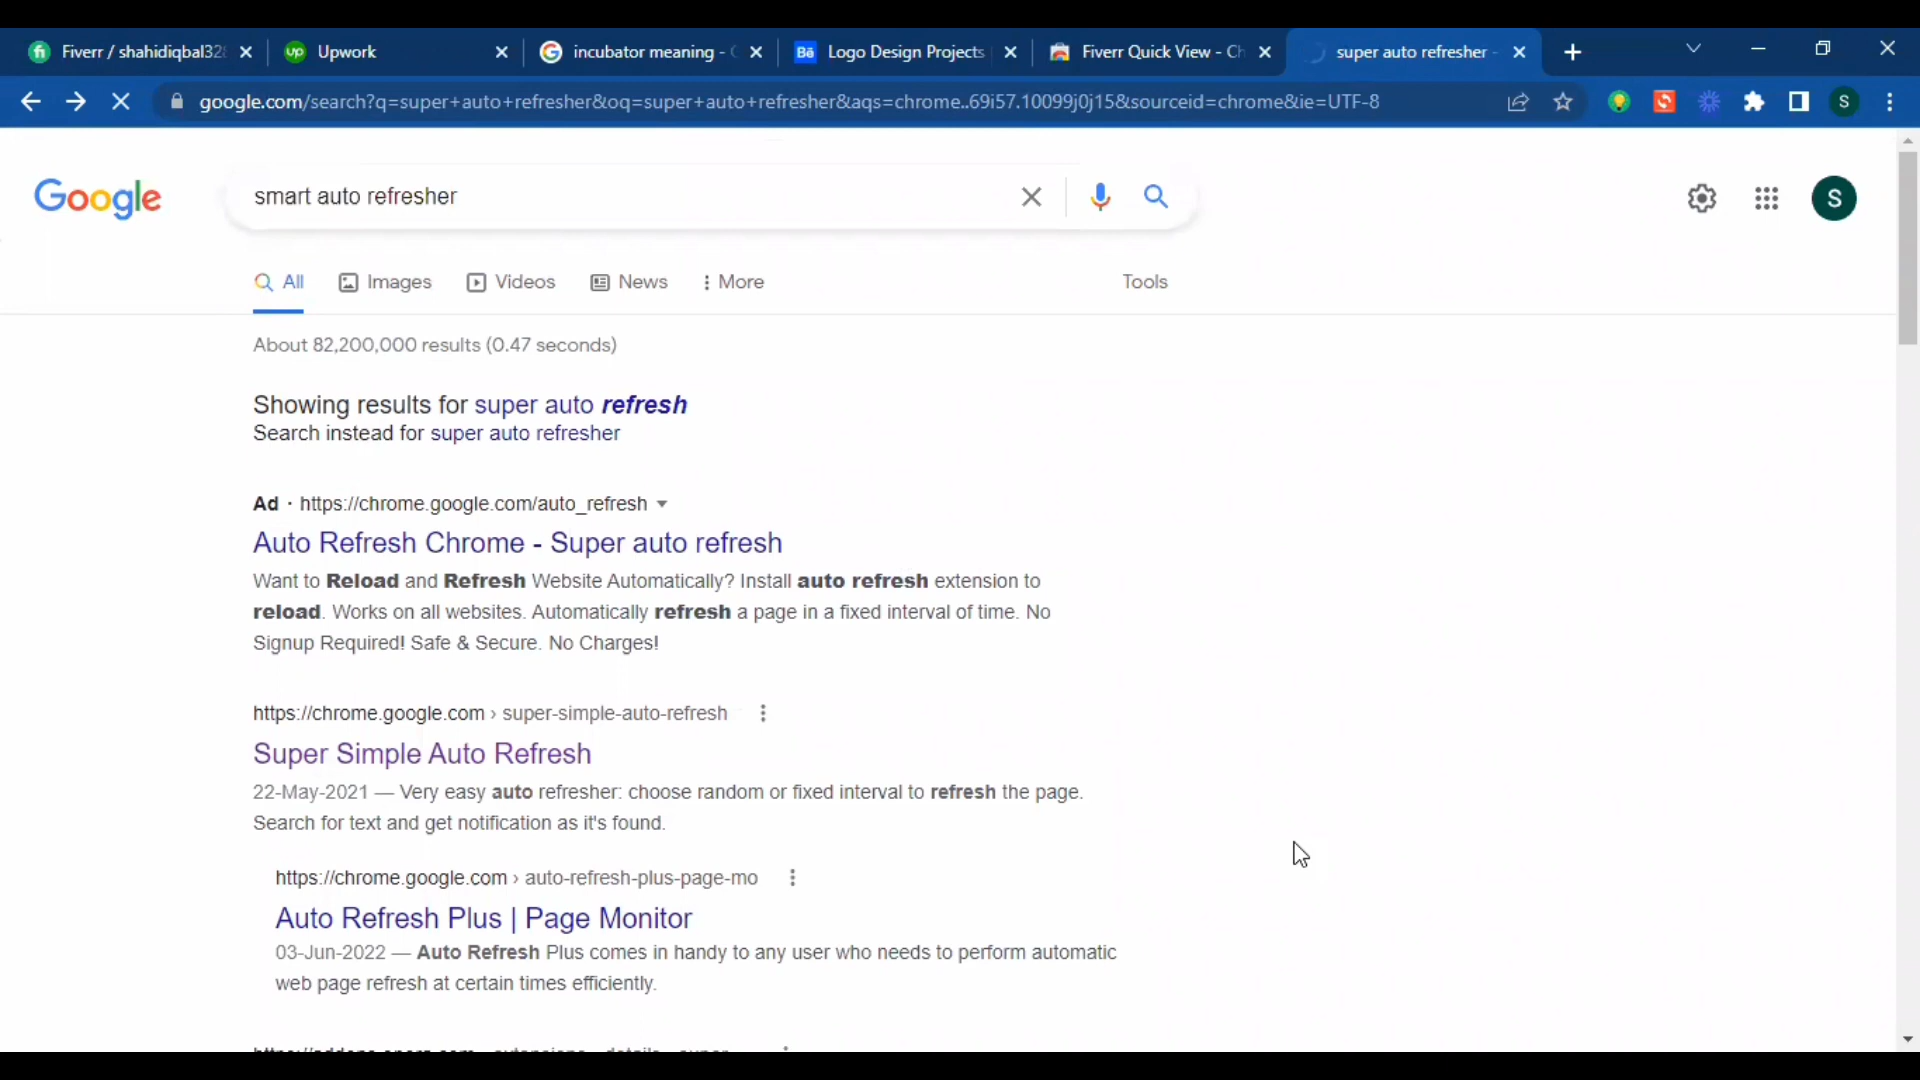 Fiverr / shahidiqbal328
Upwork
incubator meaning -
Logo Design Projects
Fiverr Quick View - Ch
super auto refresher -
google.com/search?q=super+auto+refresher&oq=super+auto+refresher&aqs=chrome..69i57.10099j0j15&sourceid=chrome&ie=UTF-8
S
Google
smart auto refresher
S
All
Images
Videos
News
More
Tools
About 82,200,000 results (0.47 seconds)
Showing results for super auto refresh
Search instead for super auto refresher
Ad · https://chrome.google.com/auto_refresh
Auto Refresh Chrome - Super auto refresh
Want to Reload and Refresh Website Automatically? Install auto refresh extension to
reload. Works on all websites. Automatically refresh a page in a fixed interval of time. No
Signup Required! Safe & Secure. No Charges!
https://chrome.google.com › super-simple-auto-refresh
Super Simple Auto Refresh
22-May-2021 — Very easy auto refresher: choose random or fixed interval to refresh the page.
Search for text and get notification as it's found.
https://chrome.google.com › auto-refresh-plus-page-mo
Auto Refresh Plus | Page Monitor
03-Jun-2022 — Auto Refresh Plus comes in handy to any user who needs to perform automatic
web page refresh at certain times efficiently.